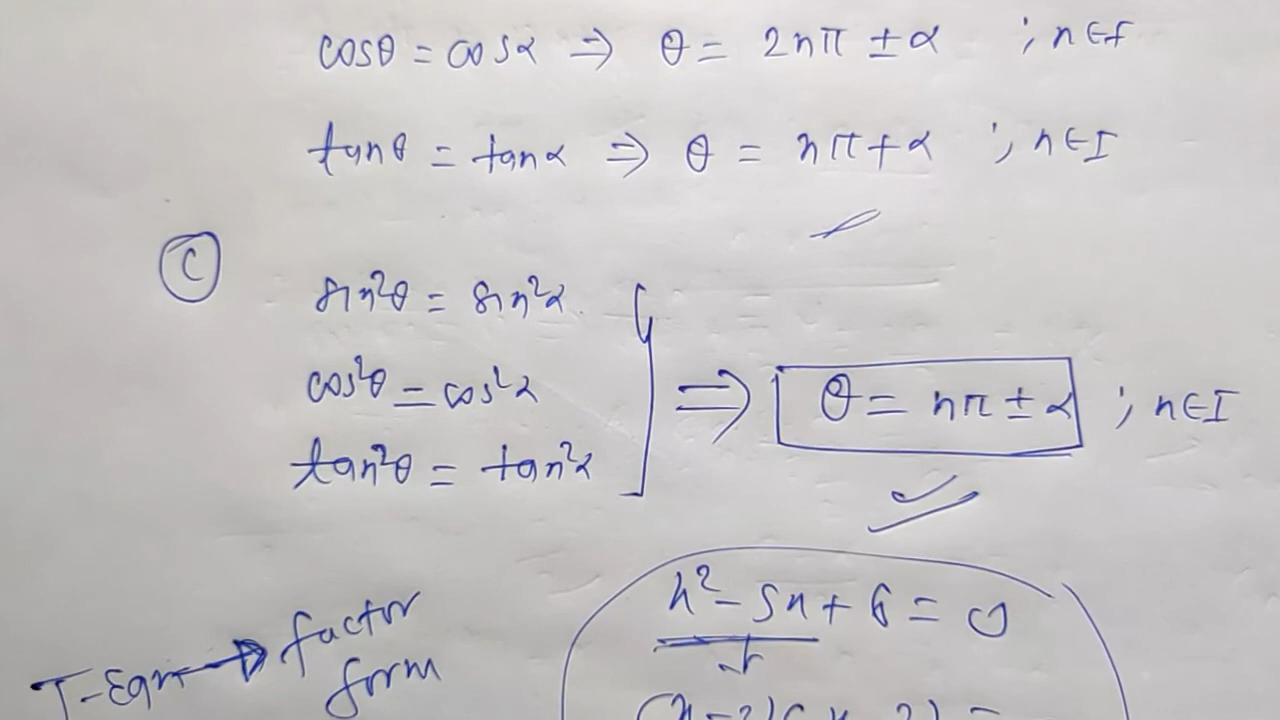 cosθ = cosα ⇒ θ = 2nπ ± α ; n∈I
tanθ = tanα ⇒ θ = nπ + α ; n∈I
(C)
sin²θ = sin²α
cos²θ = cos²α
tan²θ = tan²α
⇒ θ = nπ ± α ; n∈I
T-Eqn → factor
form
x² - 5x + 6 = 0